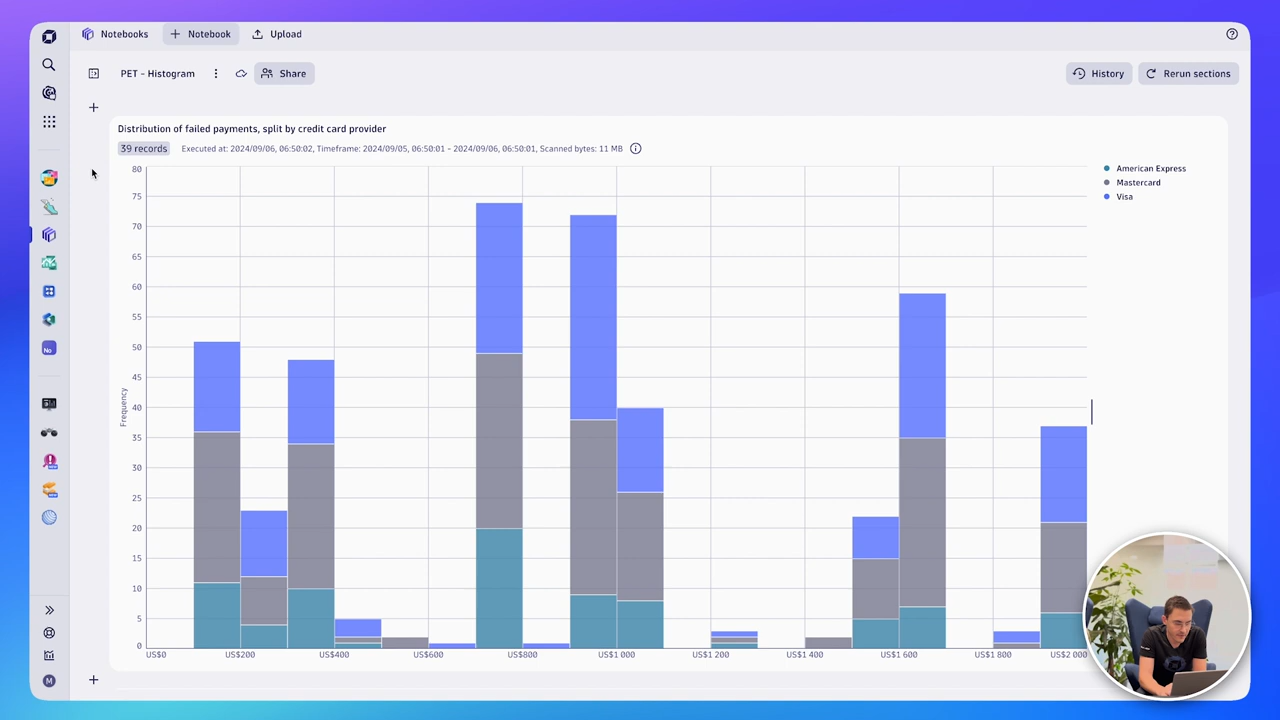 Notebooks
Notebook
Upload
PET - Histogram
Share
History
Rerun sections
Distribution of failed payments, split by credit card provider
39 records
Executed at: 2024/09/06, 06:50:02, Timeframe: 2024/09/05, 06:50:01 – 2024/09/06, 06:50:01, Scanned bytes: 11 MB
American Express
Mastercard
Visa
80
75
70
65
60
55
50
45
40
35
30
25
20
15
10
5
0
Frequency
US$0
US$200
US$400
US$600
US$800
US$1 000
US$1 200
US$1 400
US$1 600
US$1 800
US$2 000
No
M